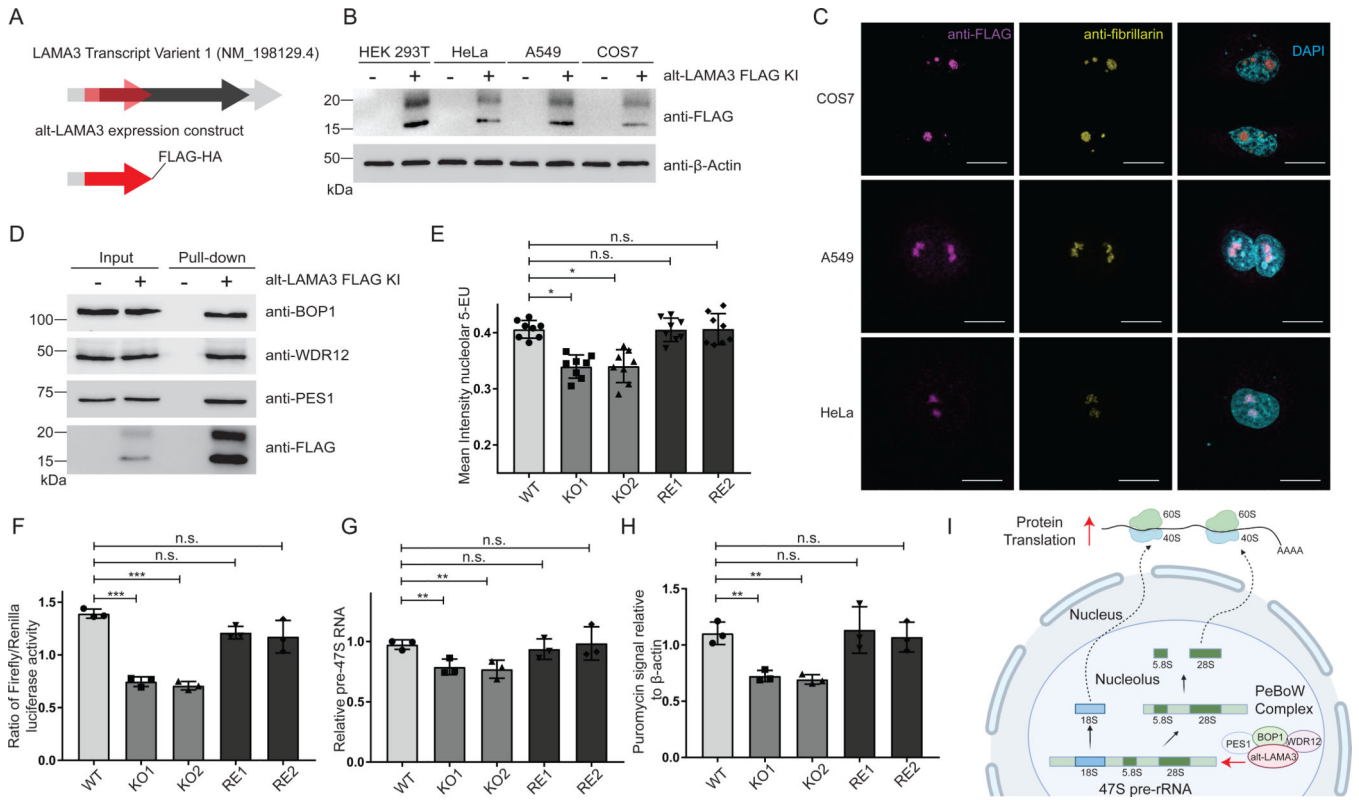 A
LAMA3 Transcript Varient 1 (NM_198129.4)
alt-LAMA3 expression construct
FLAG-HA
B
HEK 293T HeLa A549 COS7
- + - + - + - + alt-LAMA3 FLAG KI
20
15
anti-FLAG
50
anti-β-Actin
kDa
C
anti-FLAG anti-fibrillarin DAPI
COS7
A549
HeLa
D
Input Pull-down
- + - + alt-LAMA3 FLAG KI
100
anti-BOP1
50
anti-WDR12
75
anti-PES1
20
15
anti-FLAG
kDa
E
n.s.
n.s.
*
*
Mean Intensity nucleolar 5-EU
0.4
0.3
0.2
WT KO1 KO2 RE1 RE2
F
n.s.
n.s.
***
***
Ratio of Firefly/Renilla
luciferase activity
1.5
1.0
0.5
0.0
WT KO1 KO2 RE1 RE2
G
n.s.
n.s.
**
**
Relative pre-47S RNA
1.5
1.0
0.5
0.0
WT KO1 KO2 RE1 RE2
H
n.s.
n.s.
**
**
Puromycin signal relative
to β-actin
1.5
1.0
0.5
0.0
WT KO1 KO2 RE1 RE2
I
Protein
Translation
60S 60S
40S 40S
AAAA
Nucleus
5.8S 28S
Nucleolus
18S
5.8S 28S
PeBoW
Complex
PES1 BOP1 WDR12
alt-LAMA3
18S 5.8S 28S
47S pre-rRNA